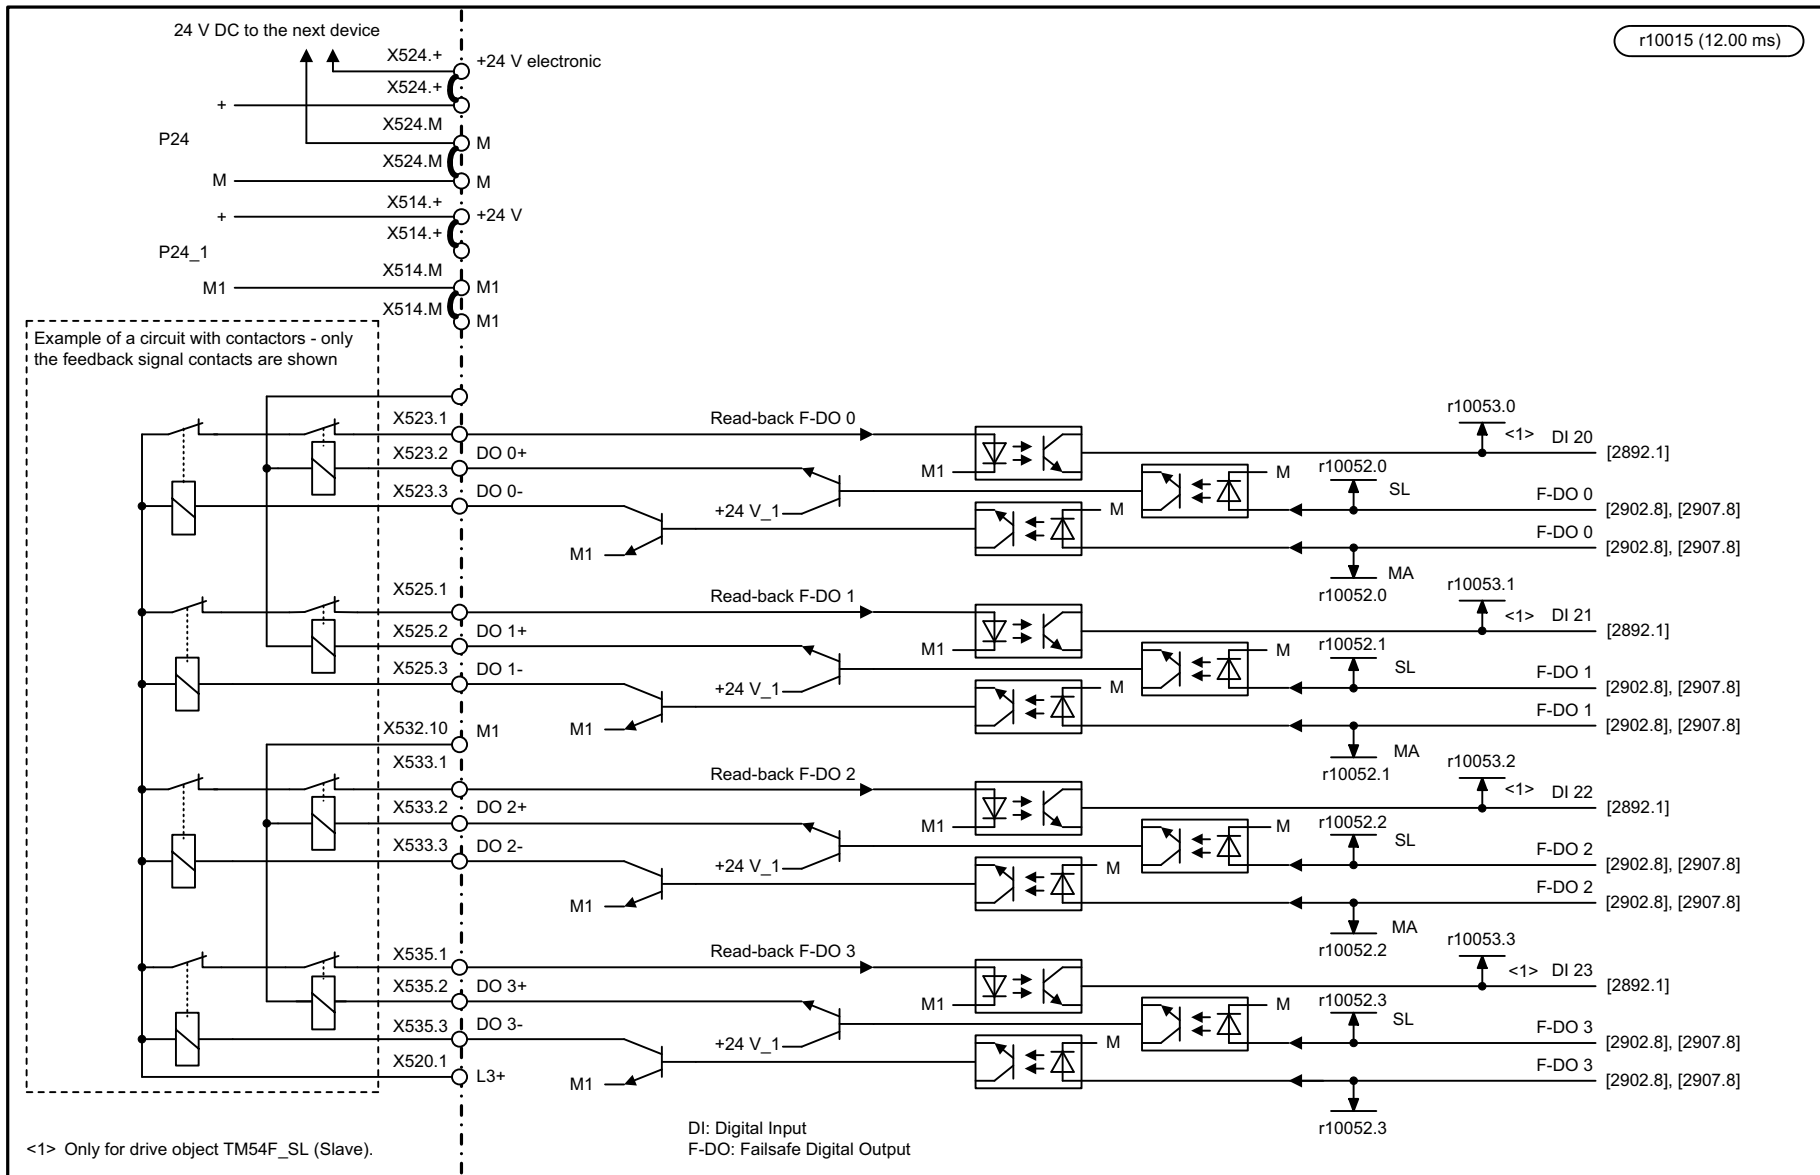 24 V DC to the next device
r10015 (12.00 ms)
X524.+
+24 V electronic
X524.+
+
X524.M
P24
M
X524.M
M
M
X514.+
+
+24 V
X514.+
P24_1
X514.M
M1
M1
X514.M
M1
Example of a circuit with contactors - only
the feedback signal contacts are shown
X523.1
Read-back F-DO 0
r10053.0
<1> DI 20
[2892.1]
X523.2
DO 0+
M1
M
r10052.0
SL
X523.3
DO 0-
+24 V_1
M
F-DO 0
[2902.8], [2907.8]
F-DO 0
[2902.8], [2907.8]
M1
MA
r10052.0
X525.1
Read-back F-DO 1
r10053.1
<1> DI 21
[2892.1]
X525.2
DO 1+
M1
M
r10052.1
SL
X525.3
DO 1-
+24 V_1
M
F-DO 1
[2902.8], [2907.8]
F-DO 1
[2902.8], [2907.8]
X532.10
M1
M1
MA
r10052.1
X533.1
Read-back F-DO 2
r10053.2
<1> DI 22
[2892.1]
X533.2
DO 2+
M1
M
r10052.2
SL
X533.3
DO 2-
+24 V_1
M
F-DO 2
[2902.8], [2907.8]
F-DO 2
[2902.8], [2907.8]
M1
MA
r10052.2
X535.1
Read-back F-DO 3
r10053.3
<1> DI 23
[2892.1]
X535.2
DO 3+
M1
M
r10052.3
SL
X535.3
DO 3-
+24 V_1
M
F-DO 3
[2902.8], [2907.8]
F-DO 3
[2902.8], [2907.8]
X520.1
L3+
M1
r10052.3
<1> Only for drive object TM54F_SL (Slave).
DI: Digital Input
F-DO: Failsafe Digital Output